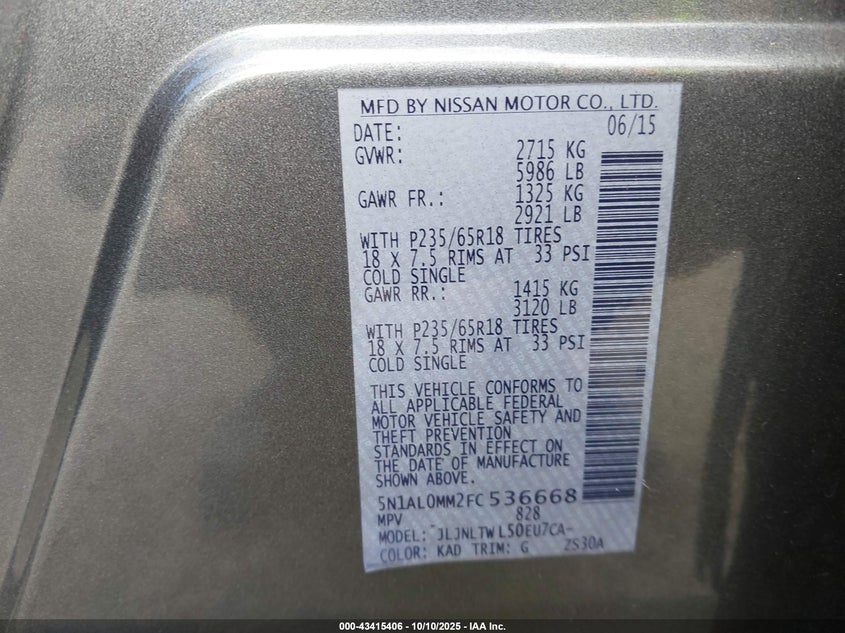 MFD BY NISSAN MOTOR CO., LTD.
DATE: 06/15
GVWR: 2715 KG
5986 LB
GAWR FR.: 1325 KG
2921 LB
WITH P235/65R18 TIRES
18 X 7.5 RIMS AT 33 PSI
COLD SINGLE
GAWR RR.: 1415 KG
3120 LB
WITH P235/65R18 TIRES
18 X 7.5 RIMS AT 33 PSI
COLD SINGLE
THIS VEHICLE CONFORMS TO
ALL APPLICABLE FEDERAL
MOTOR VEHICLE SAFETY AND
THEFT PREVENTION
STANDARDS IN EFFECT ON
THE DATE OF MANUFACTURE
SHOWN ABOVE.
5N1AL0MM2FC536668
MPV 828
MODEL: JLJNLTWL50EU7CA-
COLOR: KAD TRIM: G ZS30A
000-43415406 - 10/10/2025 - IAA Inc.